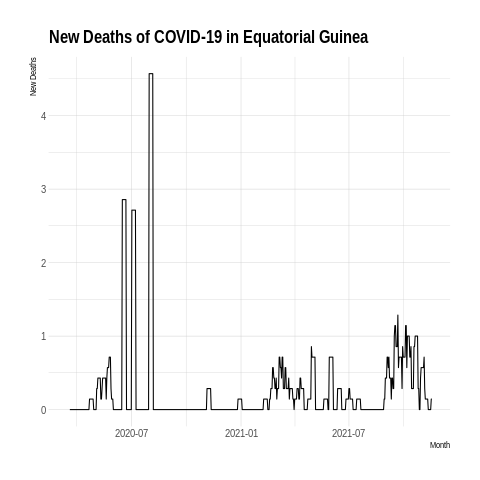 New Deaths of COVID-19 in Equatorial Guinea
New Deaths
4
3
2
1
0
2020-07
2021-01
2021-07
Month